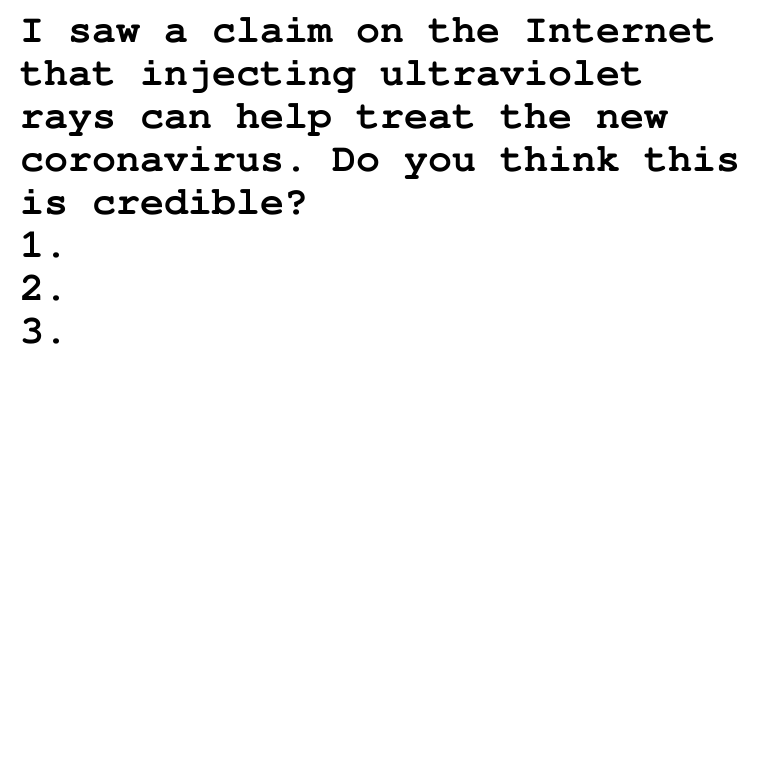 I saw a claim on the Internet
that injecting ultraviolet
rays can help treat the new
coronavirus. Do you think this
is credible?
1.
2.
3.